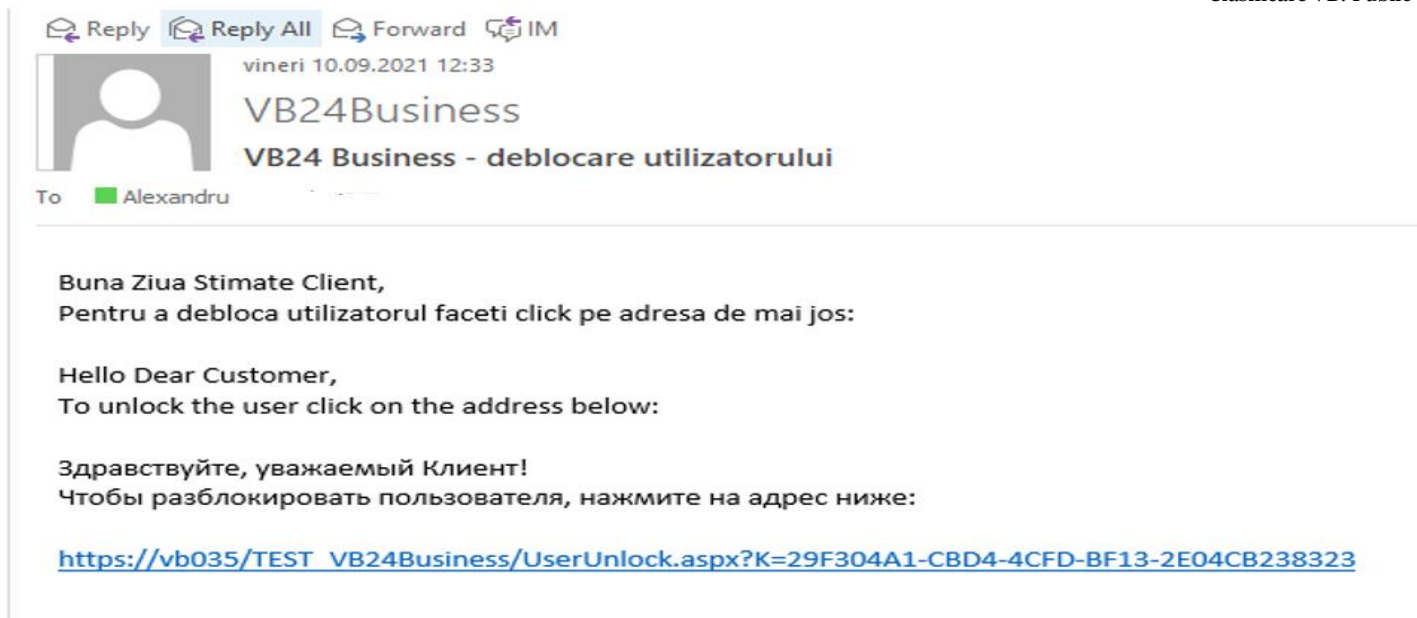 Reply Reply All Forward IM
vineri 10.09.2021 12:33
VB24Business
VB24 Business - deblocare utilizatorului
To Alexandru
Buna Ziua Stimate Client,
Pentru a debloca utilizatorul faceti click pe adresa de mai jos:
Hello Dear Customer,
To unlock the user click on the address below:
Здравствуйте, уважаемый Клиент!
Чтобы разблокировать пользователя, нажмите на адрес ниже:
https://vb035/TEST_VB24Business/UserUnlock.aspx?K=29F304A1-CBD4-4CFD-BF13-2E04CB238323